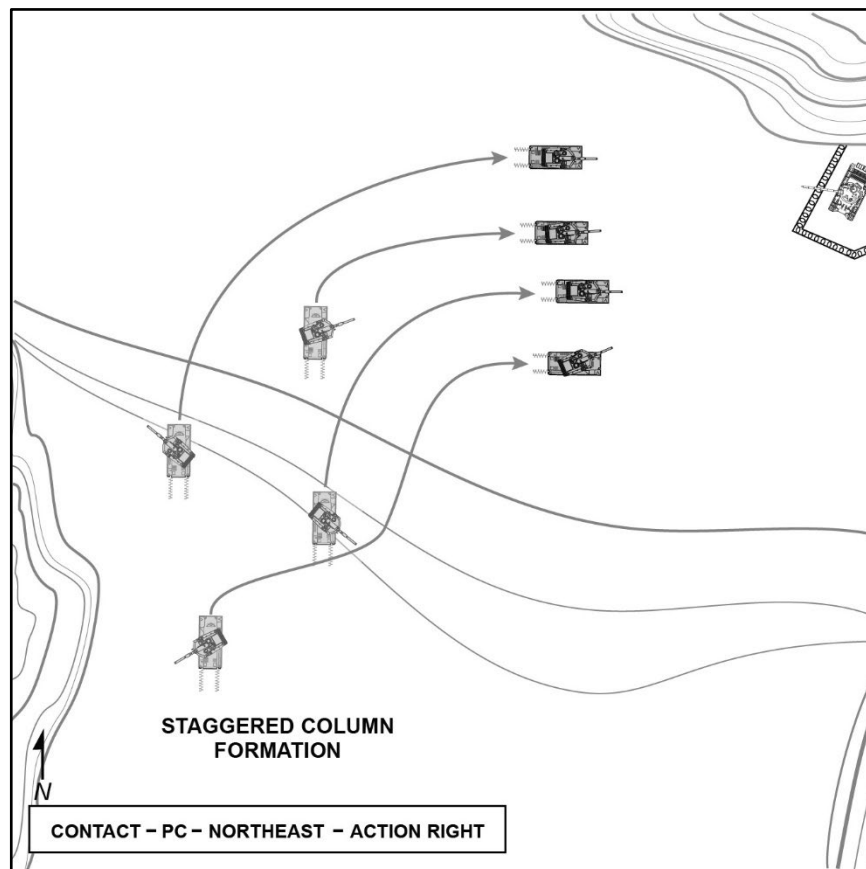 STAGGERED COLUMN
FORMATION
N
CONTACT – PC – NORTHEAST – ACTION RIGHT